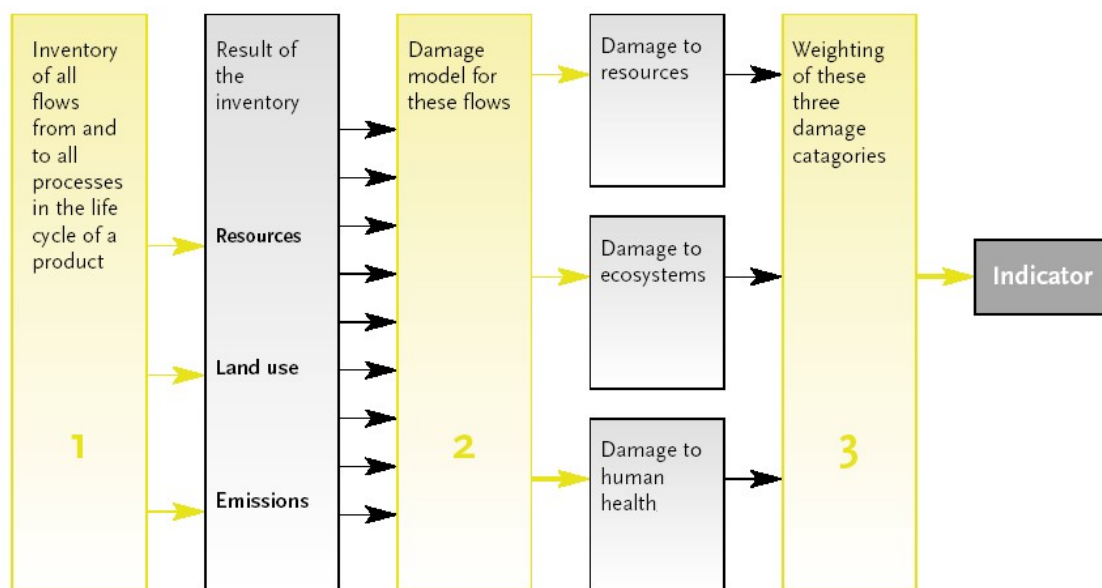 Inventory
of all
flows
from and
to all
processes
in the life
cycle of a
product
1
Result of
the
inventory
Resources
Land use
Emissions
Damage
model for
these flows
2
Damage to
resources
Damage to
ecosystems
Damage to
human
health
Weighting
of these
three
damage
catagories
3
Indicator